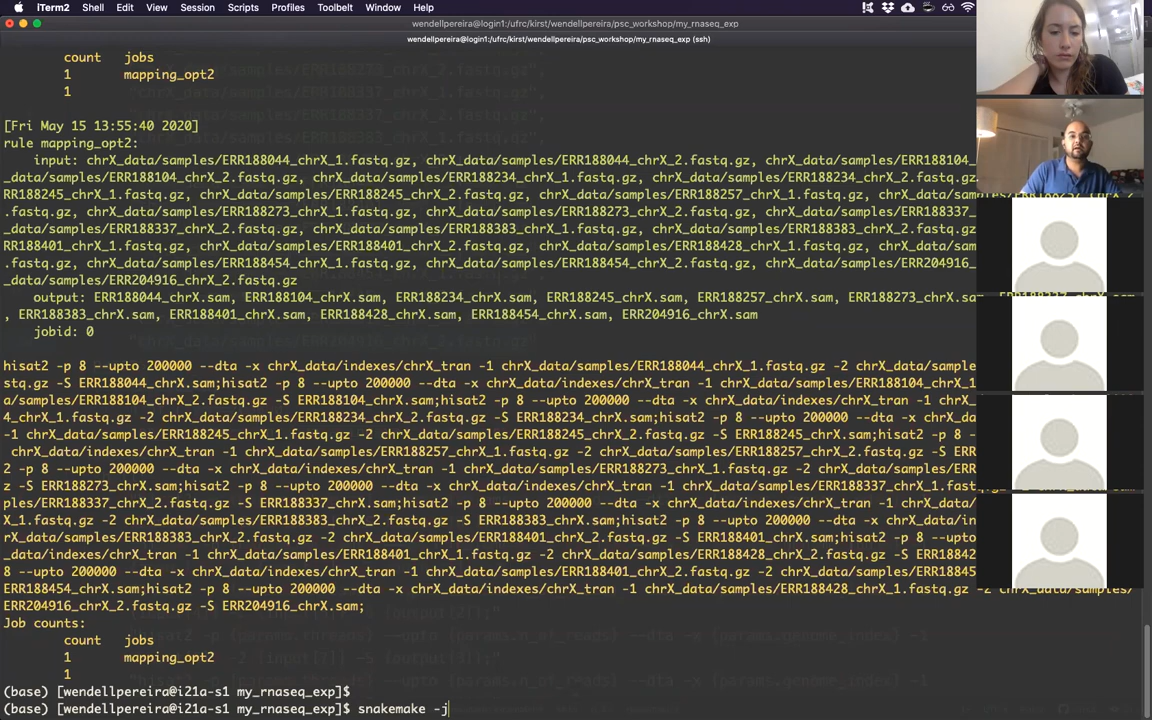 iTerm2 Shell Edit View Session Scripts Profiles Toolbelt Window Help
wendellpereira@login1:/ufrc/kirst/wendellpereira/psc_workshop/my_rnaseq_exp
wendellpereira@login1:/ufrc/kirst/wendellpereira/psc_workshop/my_rnaseq_exp (ssh)
count jobs
1 mapping_opt2
1
[Fri May 15 13:55:40 2020]
rule mapping_opt2:
input: chrX_data/samples/ERR188044_chrX_1.fastq.gz, chrX_data/samples/ERR188044_chrX_2.fastq.gz, chrX_data/samples/ERR188104_
chrX_data/samples/ERR188104_chrX_2.fastq.gz, chrX_data/samples/ERR188234_chrX_1.fastq.gz, chrX_data/samples/ERR188234_chrX_2.fastq.gz,
RR188245_chrX_1.fastq.gz, chrX_data/samples/ERR188245_chrX_2.fastq.gz, chrX_data/samples/ERR188257_chrX_1.fastq.gz, chrX_data/
.fastq.gz, chrX_data/samples/ERR188273_chrX_1.fastq.gz, chrX_data/samples/ERR188273_chrX_2.fastq.gz, chrX_data/samples/ERR188337_
chrX_data/samples/ERR188337_chrX_2.fastq.gz, chrX_data/samples/ERR188383_chrX_1.fastq.gz, chrX_data/samples/ERR188383_chrX_2.fastq.gz,
RR188401_chrX_1.fastq.gz, chrX_data/samples/ERR188401_chrX_2.fastq.gz, chrX_data/samples/ERR188428_chrX_1.fastq.gz, chrX_data/
.fastq.gz, chrX_data/samples/ERR188454_chrX_1.fastq.gz, chrX_data/samples/ERR188454_chrX_2.fastq.gz, chrX_data/samples/ERR204916_
_data/samples/ERR204916_chrX_2.fastq.gz
output: ERR188044_chrX.sam, ERR188104_chrX.sam, ERR188234_chrX.sam, ERR188245_chrX.sam, ERR188257_chrX.sam, ERR188273_chrX.sam,
, ERR188383_chrX.sam, ERR188401_chrX.sam, ERR188428_chrX.sam, ERR188454_chrX.sam, ERR204916_chrX.sam
jobid: 0
hisat2 -p 8 --upto 200000 --dta -x chrX_data/indexes/chrX_tran -1 chrX_data/samples/ERR188044_chrX_1.fastq.gz -2 chrX_data/sam
stq.gz -S ERR188044_chrX.sam;hisat2 -p 8 --upto 200000 --dta -x chrX_data/indexes/chrX_tran -1 chrX_data/samples/ERR188104_chrX_1
ples/ERR188104_chrX_2.fastq.gz -S ERR188104_chrX.sam;hisat2 -p 8 --upto 200000 --dta -x chrX_data/indexes/chrX_tran -1 chrX_da
4_chrX_1.fastq.gz -2 chrX_data/samples/ERR188234_chrX_2.fastq.gz -S ERR188234_chrX.sam;hisat2 -p 8 --upto 200000 --dta -x chrX
-1 chrX_data/samples/ERR188245_chrX_1.fastq.gz -2 chrX_data/samples/ERR188245_chrX_2.fastq.gz -S ERR188245_chrX.sam;hisat2 -p 8 -
chrX_data/indexes/chrX_tran -1 chrX_data/samples/ERR188257_chrX_1.fastq.gz -2 chrX_data/samples/ERR188257_chrX_2.fastq.gz -S ERR
2 -p 8 --upto 200000 --dta -x chrX_data/indexes/chrX_tran -1 chrX_data/samples/ERR188273_chrX_1.fastq.gz -2 chrX_data/samples/
z -S ERR188273_chrX.sam;hisat2 -p 8 --upto 200000 --dta -x chrX_data/indexes/chrX_tran -1 chrX_data/samples/ERR188337_chrX_1.fast
ples/ERR188337_chrX_2.fastq.gz -S ERR188337_chrX.sam;hisat2 -p 8 --upto 200000 --dta -x chrX_data/indexes/chrX_tran -1 chrX_da
X_1.fastq.gz -2 chrX_data/samples/ERR188383_chrX_2.fastq.gz -S ERR188383_chrX.sam;hisat2 -p 8 --upto 200000 --dta -x chrX_data/in
rX_data/samples/ERR188401_chrX_1.fastq.gz -2 chrX_data/samples/ERR188401_chrX_2.fastq.gz -S ERR188401_chrX.sam;hisat2 -p 8 --up
_data/indexes/chrX_tran -1 chrX_data/samples/ERR188401_chrX_1.fastq.gz -2 chrX_data/samples/ERR188428_chrX_2.fastq.gz -S ERR18842
8 --upto 200000 --dta -x chrX_data/indexes/chrX_tran -1 chrX_data/samples/ERR188401_chrX_2.fastq.gz -2 chrX_data/samples/ERR18845
ERR188454_chrX.sam;hisat2 -p 8 --upto 200000 --dta -x chrX_data/indexes/chrX_tran -1 chrX_data/samples/ERR188428_chrX_1.fastq.gz -2 chrX_data/samples/
ERR204916_chrX_2.fastq.gz -S ERR204916_chrX.sam;
Job counts:
count jobs
1 mapping_opt2
1
(base) [wendellpereira@i21a-s1 my_rnaseq_exp]$
(base) [wendellpereira@i21a-s1 my_rnaseq_exp]$ snakemake -j